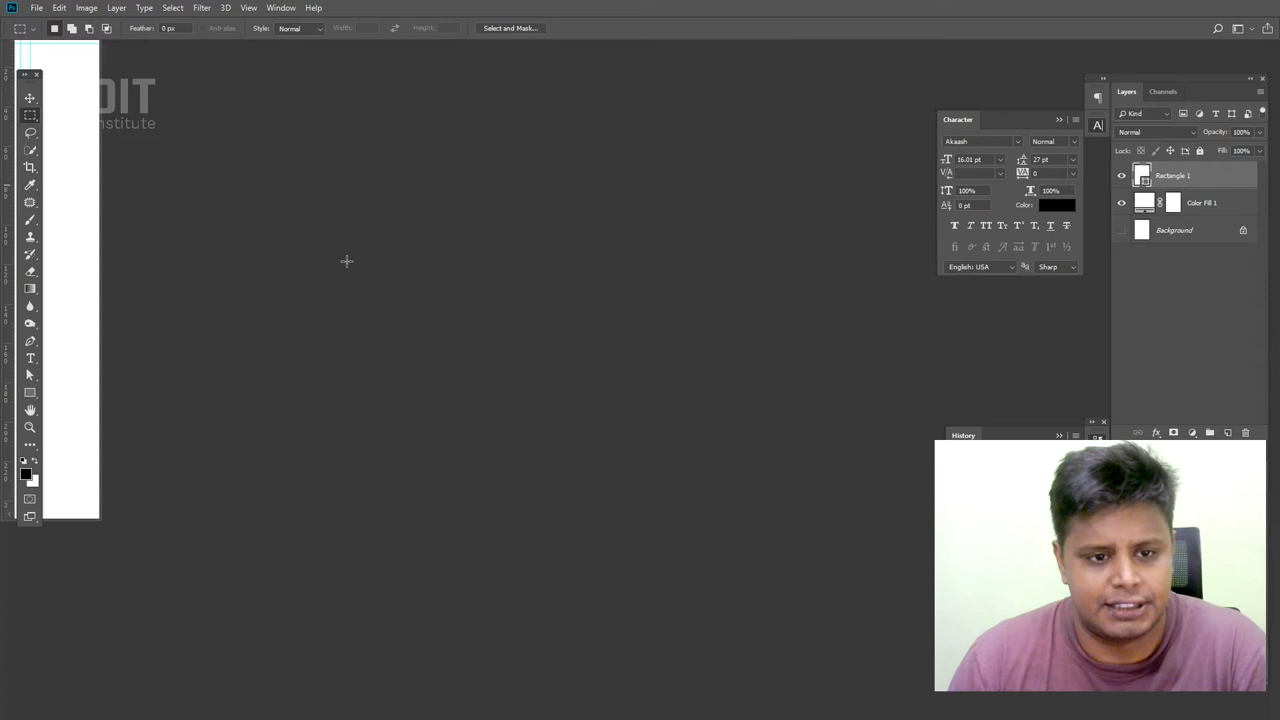 Ps File Edit Image Layer Type Select Filter 3D View Window Help
Feather: 0 px Anti-alias Style: Normal Width: Height: Select and Mask...
DIT
nstitute
Layers Channels
Kind
Normal Opacity: 100%
Lock: Fill: 100%
Rectangle 1
Color Fill 1
Background
Character
Akaash Normal
16.01 pt 27 pt
0
100% 100%
0 pt Color:
English: USA Sharp
History